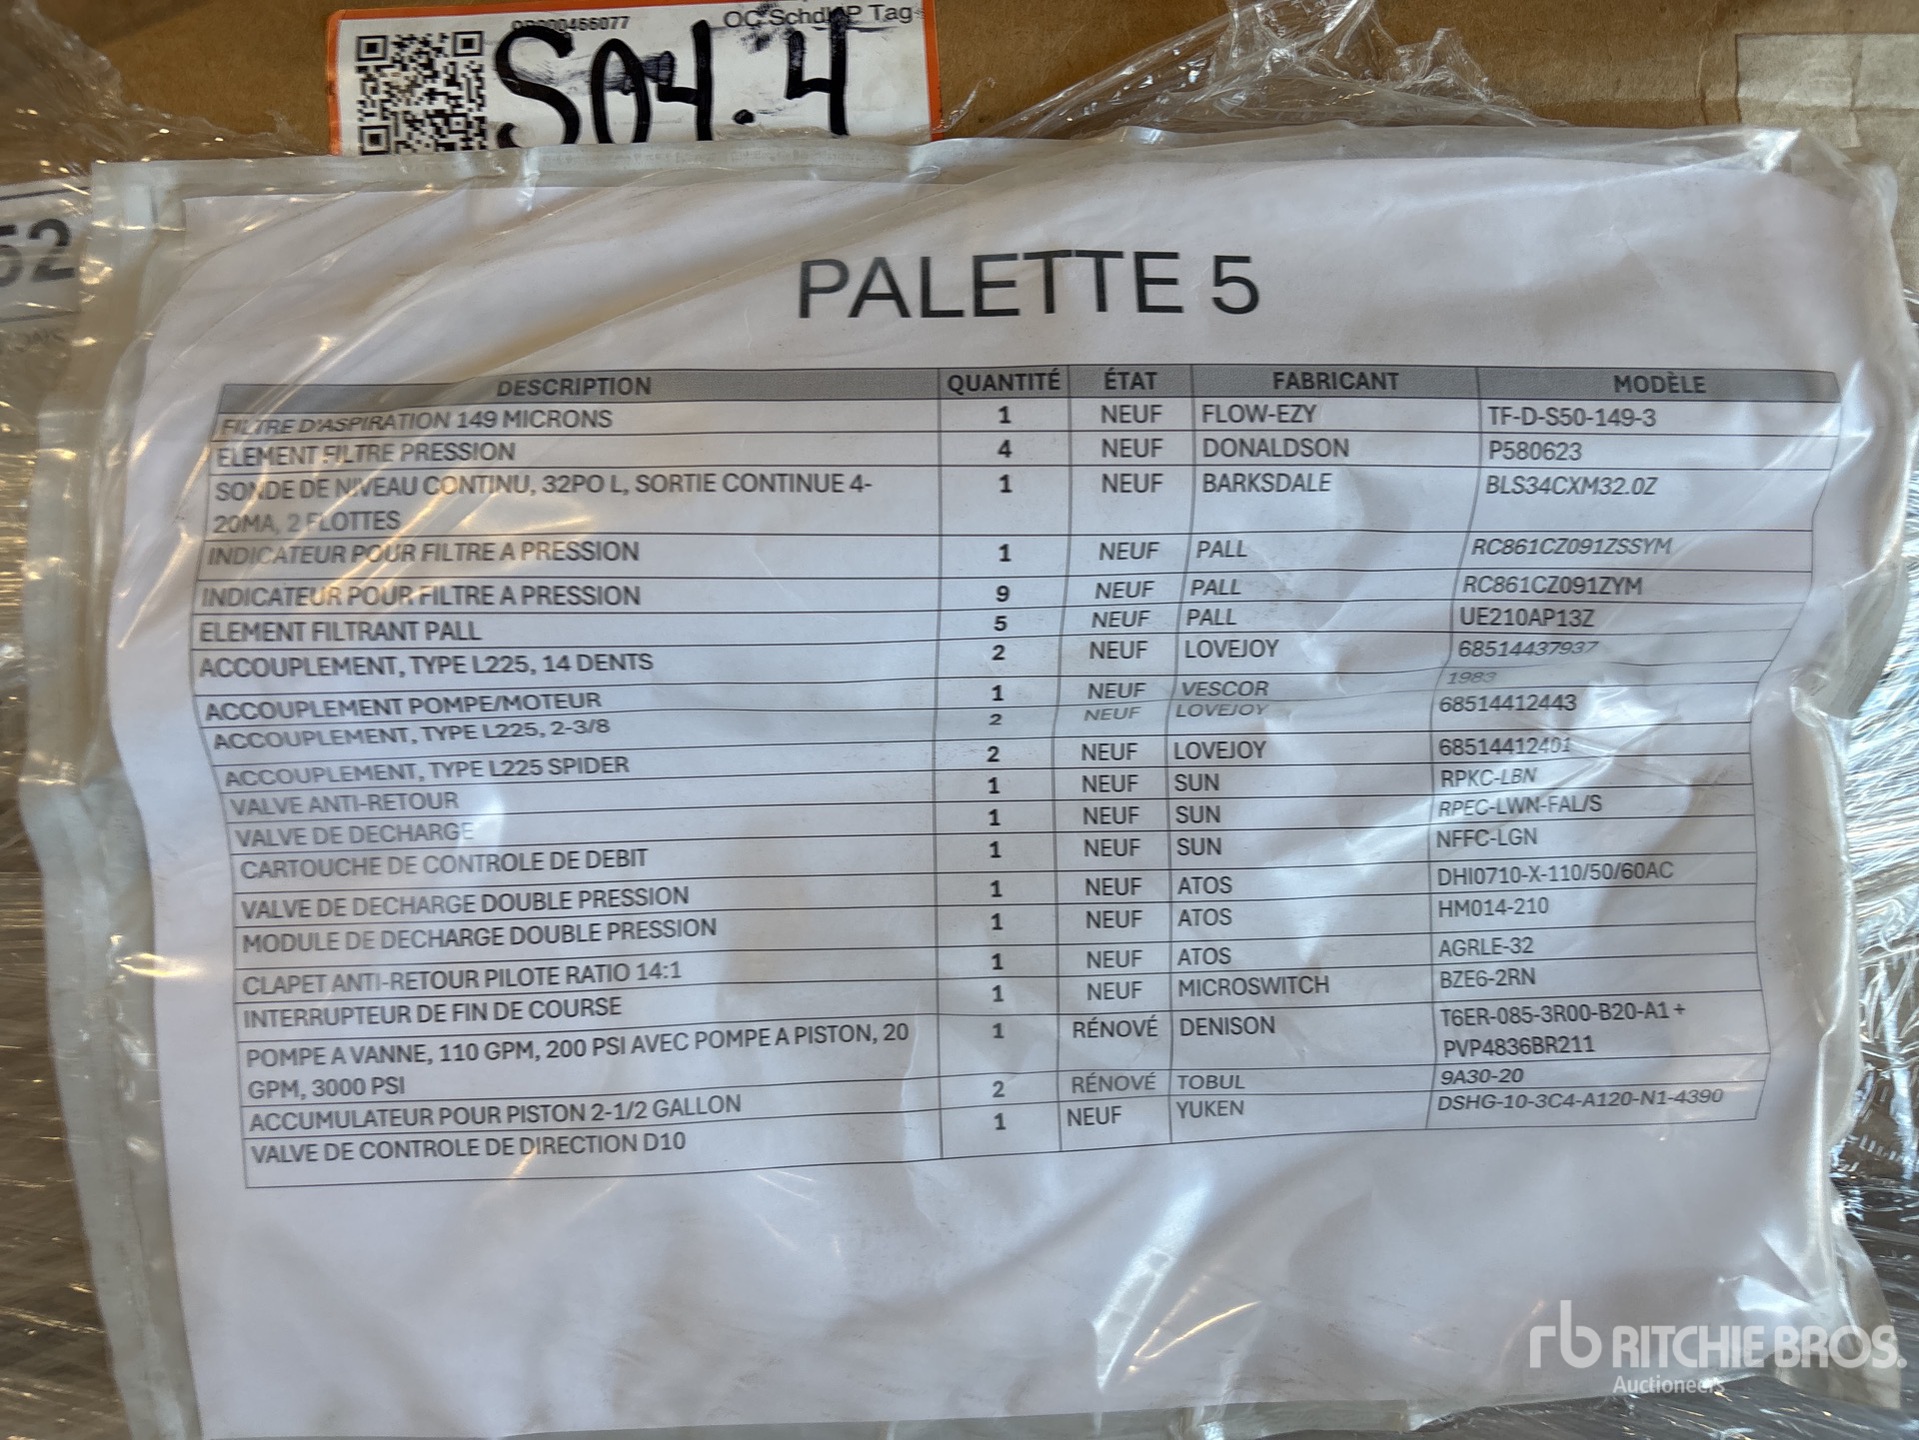 OC Schdl P Tag
S04.4
52
PALETTE 5
DESCRIPTION QUANTITÉ ÉTAT FABRICANT MODÈLE
FILTRE D'ASPIRATION 149 MICRONS 1 NEUF FLOW-EZY TF-D-S50-149-3
ELEMENT FILTRE PRESSION 4 NEUF DONALDSON P580623
SONDE DE NIVEAU CONTINU, 32PO L, SORTIE CONTINUE 4- 1 NEUF BARKSDALE BLS34CXM32.0Z
20MA, 2 FLOTTES
INDICATEUR POUR FILTRE A PRESSION 1 NEUF PALL RC861CZ091ZSSYM
INDICATEUR POUR FILTRE A PRESSION 9 NEUF PALL RC861CZ091ZYM
ELEMENT FILTRANT PALL 5 NEUF PALL UE210AP13Z
ACCOUPLEMENT, TYPE L225, 14 DENTS 2 NEUF LOVEJOY 68514437937
ACCOUPLEMENT POMPE/MOTEUR 1 NEUF VESCOR 1983
ACCOUPLEMENT, TYPE L225, 2-3/8 2 NEUF LOVEJOY 68514412443
ACCOUPLEMENT, TYPE L225 SPIDER 2 NEUF LOVEJOY 68514412401
VALVE ANTI-RETOUR 1 NEUF SUN RPKC-LBN
VALVE DE DECHARGE 1 NEUF SUN RPEC-LWN-FAL/S
CARTOUCHE DE CONTROLE DE DEBIT 1 NEUF SUN NFFC-LGN
VALVE DE DECHARGE DOUBLE PRESSION 1 NEUF ATOS DHI0710-X-110/50/60AC
MODULE DE DECHARGE DOUBLE PRESSION 1 NEUF ATOS HM014-210
CLAPET ANTI-RETOUR PILOTE RATIO 14:1 1 NEUF ATOS AGRLE-32
INTERRUPTEUR DE FIN DE COURSE 1 NEUF MICROSWITCH BZE6-2RN
POMPE A VANNE, 110 GPM, 200 PSI AVEC POMPE A PISTON, 20 1 RÉNOVÉ DENISON T6ER-085-3R00-B20-A1 +
GPM, 3000 PSI PVP4836BR211
ACCUMULATEUR POUR PISTON 2-1/2 GALLON 2 RÉNOVÉ TOBUL 9A30-20
VALVE DE CONTROLE DE DIRECTION D10 1 NEUF YUKEN DSHG-10-3C4-A120-N1-4390
rb RITCHIE BROS.
Auctioneers